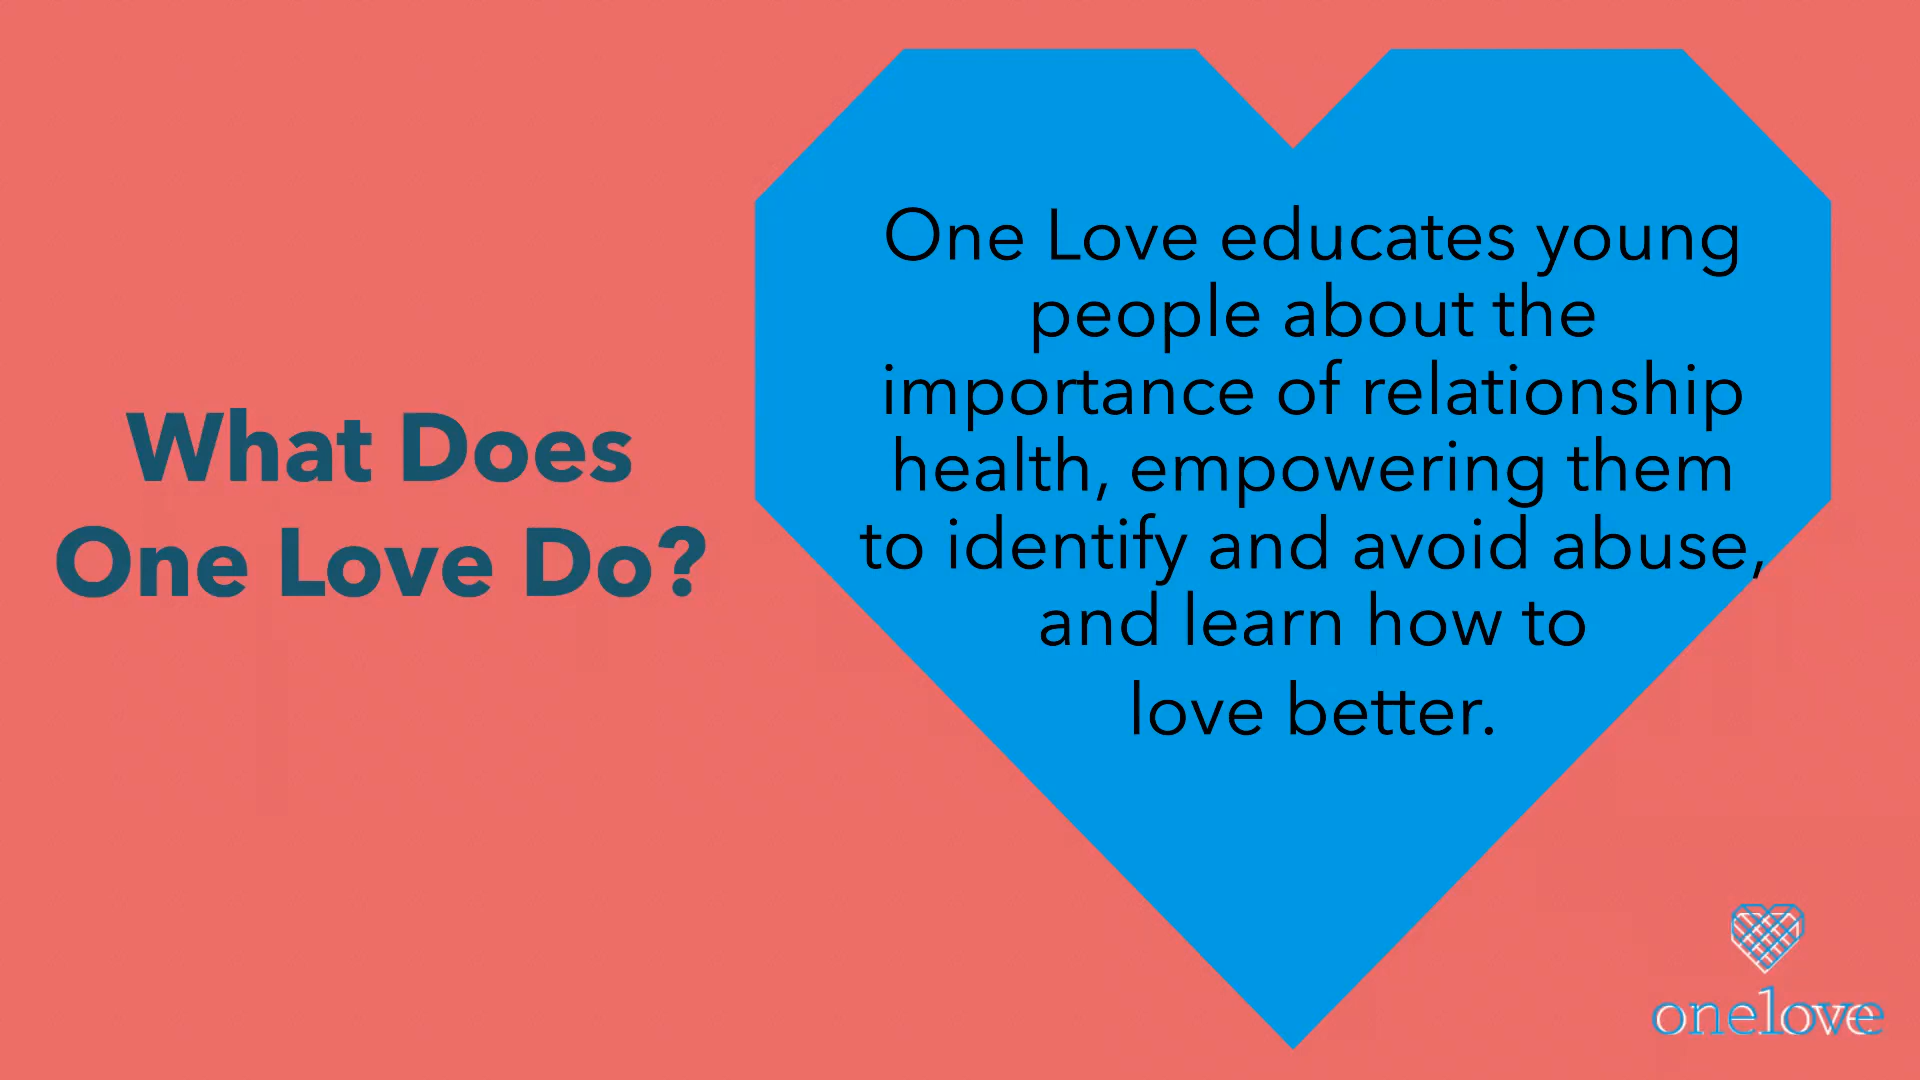 What Does
One Love Do?
One Love educates young
people about the
importance of relationship
health, empowering them
to identify and avoid abuse,
and learn how to
love better.
onelove